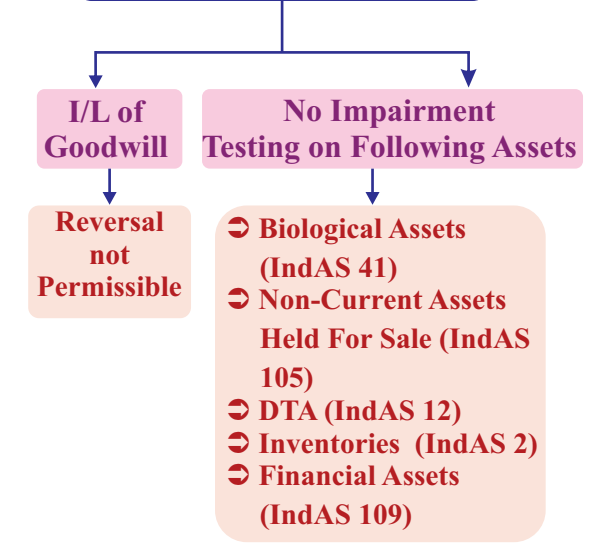 I/L of
Goodwill
Reversal
not
Permissible
No Impairment
Testing on Following Assets
➲ Biological Assets
(IndAS 41)
➲ Non-Current Assets
Held For Sale (IndAS
105)
➲ DTA (IndAS 12)
➲ Inventories (IndAS 2)
➲ Financial Assets
(IndAS 109)